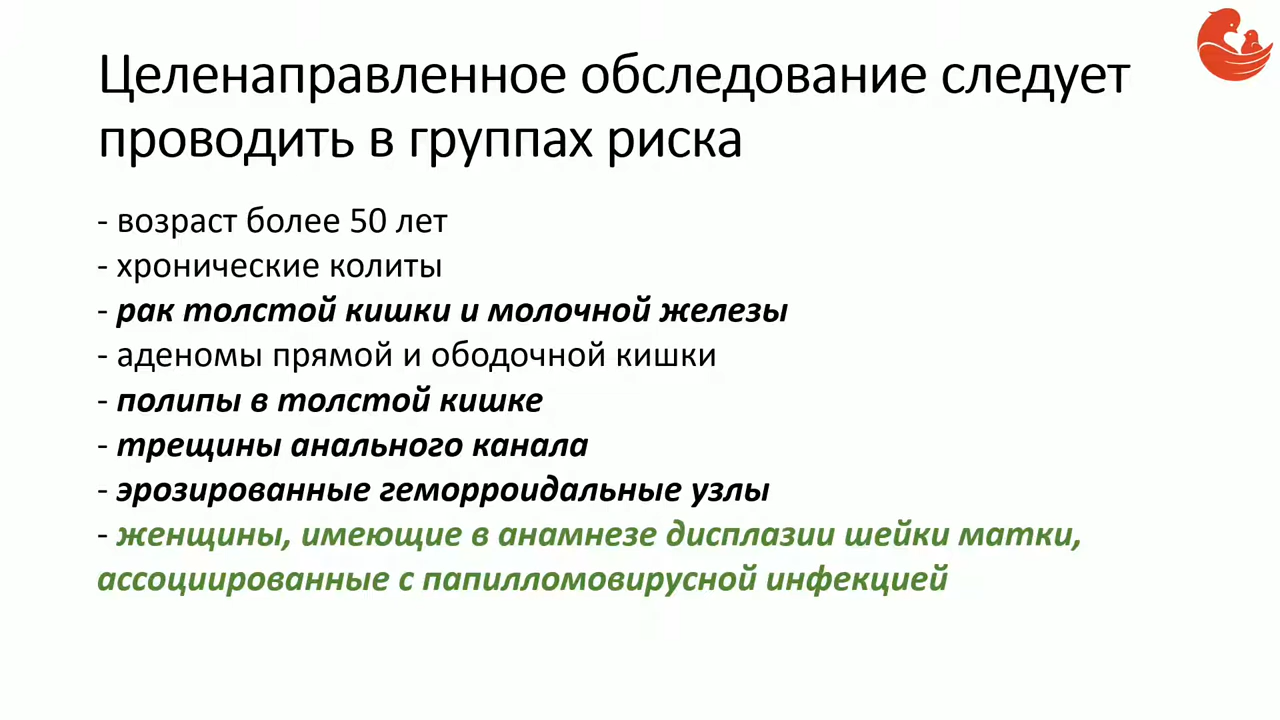 Целенаправленное обследование следует
проводить в группах риска
- возраст более 50 лет
- хронические колиты
- рак толстой кишки и молочной железы
- аденомы прямой и ободочной кишки
- полипы в толстой кишке
- трещины анального канала
- эрозированные геморроидальные узлы
- женщины, имеющие в анамнезе дисплазии шейки матки,
ассоциированные с папилломовирусной инфекцией